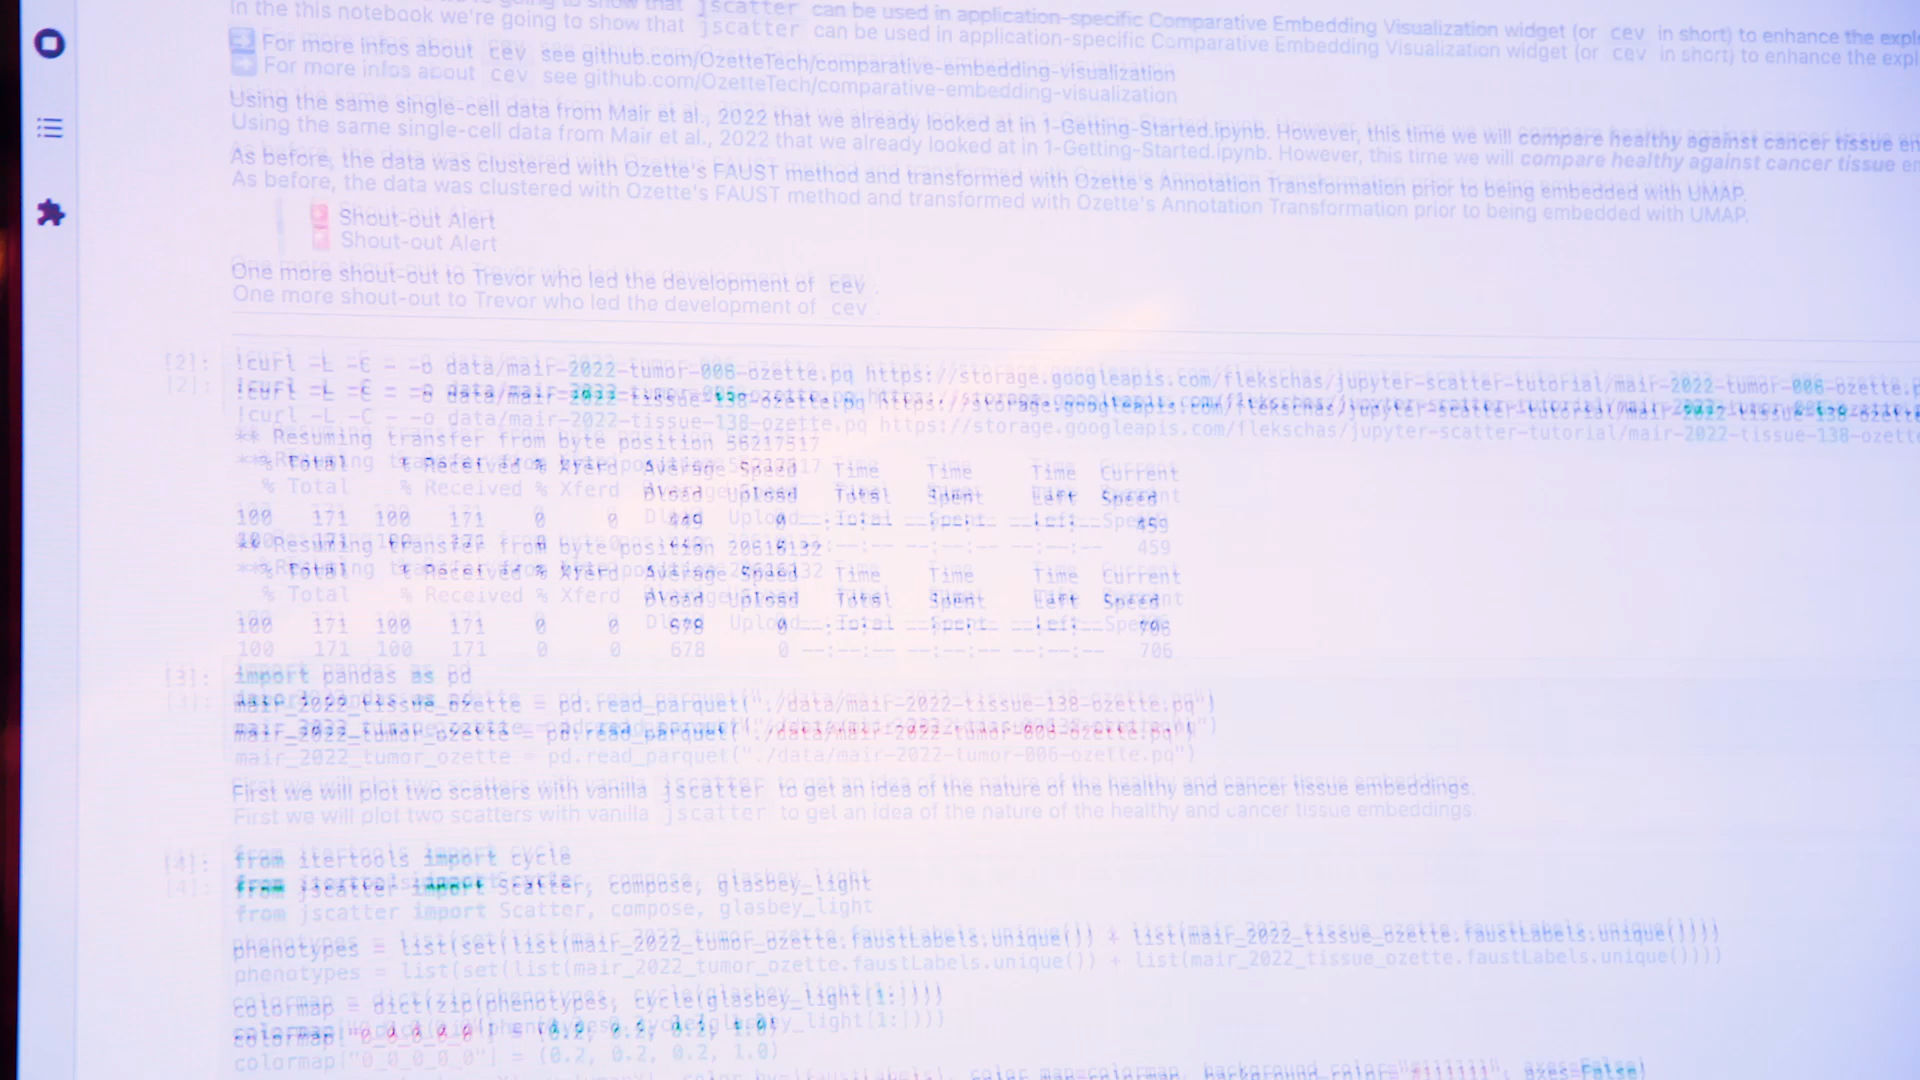 In the this notebook we're going to show that jscatter can be used in application-specific Comparative Embedding Visualization widget (or cev in short) to enhance the
For more infos about cev see github.com/OzetteTech/comparative-embedding-visualization
Using the same single-cell data from Mair et al., 2022 that we already looked at in 1-Getting-Started.ipynb. However, this time we will compare healthy against cancer tissue
As before, the data was clustered with Ozette's FAUST method and transformed with Ozette's Annotation Transformation prior to being embedded with UMAP.
Shout-out Alert
One more shout-out to Trevor who led the development of cev .
[2]: !curl -L -C - -o data/mair-2022-tumor-006-ozette.pq https://storage.googleapis.com/flekschas/jupyter-scatter-tutorial/mair-2022-tumor-006-ozette.
!curl -L -C - -o data/mair-2022-tissue-138-ozette.pq https://storage.googleapis.com/flekschas/jupyter-scatter-tutorial/mair-2022-tissue-138-ozette
** Resuming transfer from byte position 56217517
% Total % Received % Xferd Average Speed Time Time Time Current
Dload Upload Total Spent Left Speed
100 171 100 171 0 0 449 0 --:--:-- --:--:-- --:--:-- 459
** Resuming transfer from byte position 20616132
% Total % Received % Xferd Average Speed Time Time Time Current
Dload Upload Total Spent Left Speed
100 171 100 171 0 0 678 0 --:--:-- --:--:-- --:--:-- 706
[3]: import pandas as pd
mair_2022_tissue_ozette = pd.read_parquet("./data/mair-2022-tissue-138-ozette.pq")
mair_2022_tumor_ozette = pd.read_parquet("./data/mair-2022-tumor-006-ozette.pq")
First we will plot two scatters with vanilla jscatter to get an idea of the nature of the healthy and cancer tissue embeddings.
[4]: from itertools import cycle
from jscatter import Scatter, compose, glasbey_light
phenotypes = list(set(list(mair_2022_tumor_ozette.faustLabels.unique()) + list(mair_2022_tissue_ozette.faustLabels.unique())))
colormap = dict(zip(phenotypes, cycle(glasbey_light[1:])))
colormap["0_0_0_0_0"] = (0.2, 0.2, 0.2, 1.0)
color_map=colormap, background_color="#111111", axes=False)